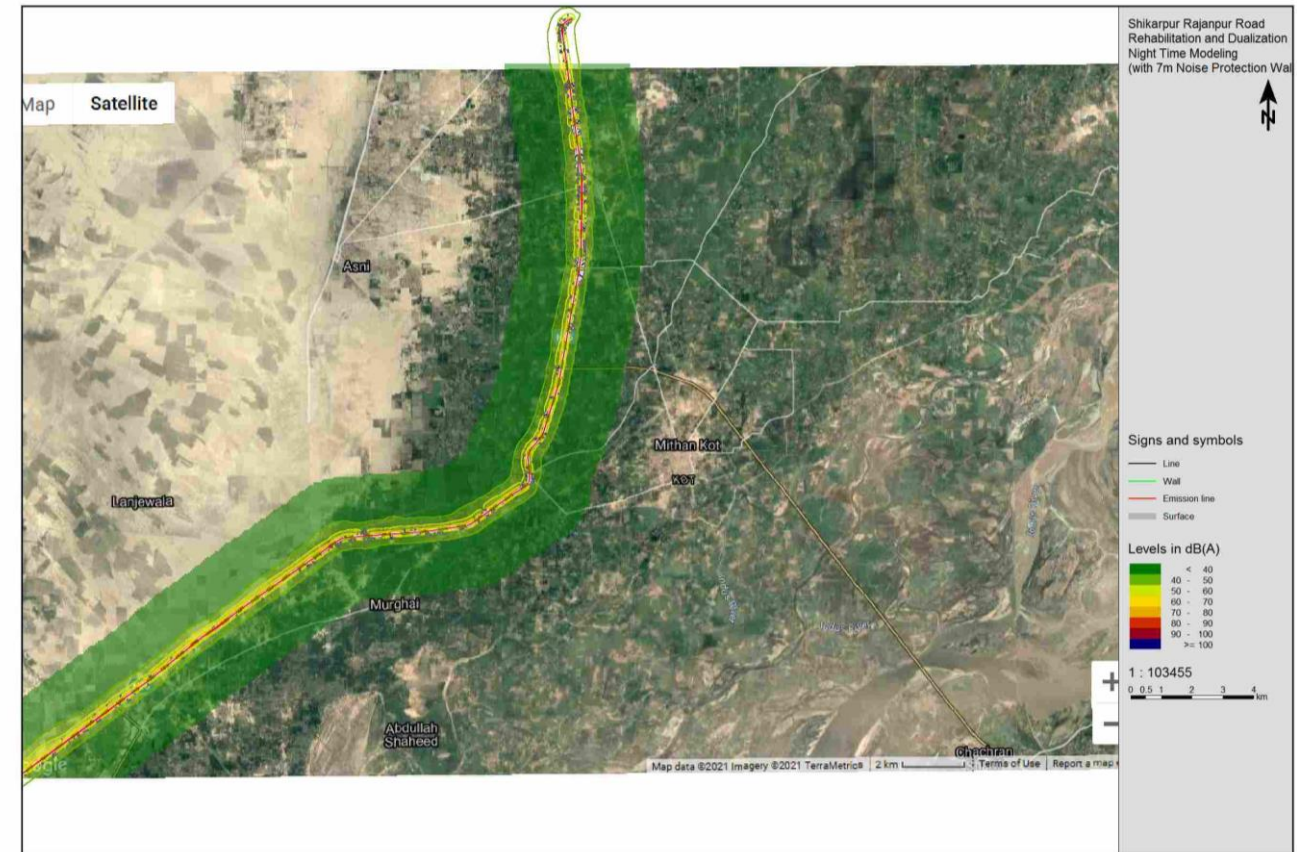 Map
Satellite
Asni
Lanjewala
Mithan Kot
KOT
Murghai
Abdullah
Shaheed
Chachran
Map data ©2021 Imagery ©2021 TerraMetrics
2 km
Terms of Use
Report a map
Shikarpur Rajanpur Road
Rehabilitation and Dualization
Night Time Modeling
(with 7m Noise Protection Wal
N
Signs and symbols
Line
Wall
Emission line
Surface
Levels in dB(A)
< 40
40 - 50
50 - 60
60 - 70
70 - 80
80 - 90
90 - 100
>= 100
1 : 103455
0 0.5 1 2 3 4
km